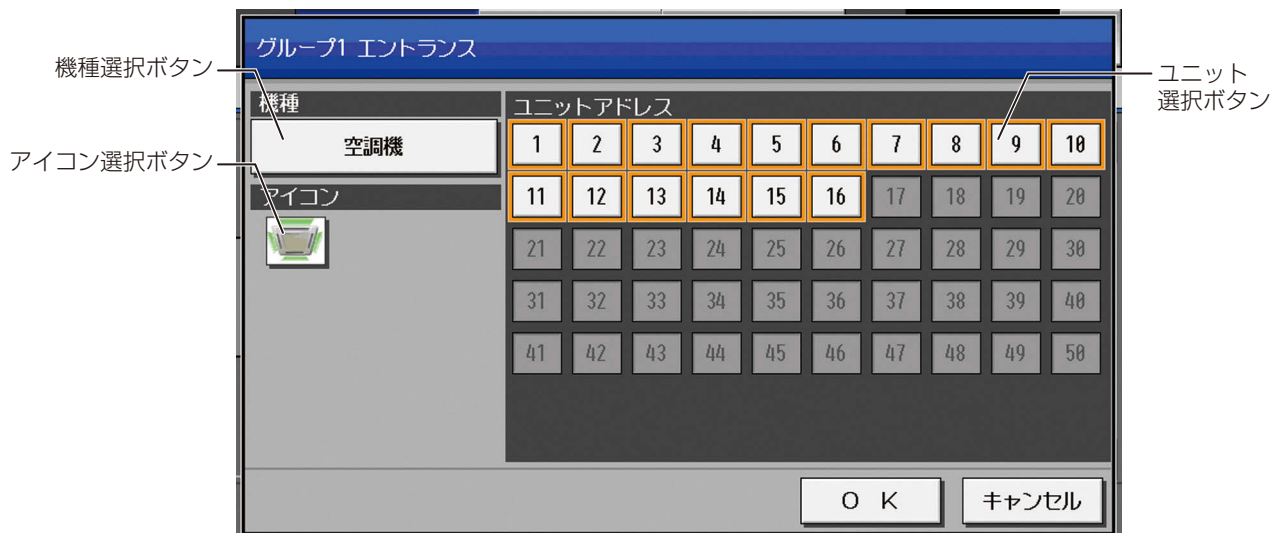 グループ1 エントランス
機種選択ボタン
ユニット
選択ボタン
機種
ユニットアドレス
空調機
1 2 3 4 5 6 7 8 9 10
アイコン選択ボタン
アイコン
11 12 13 14 15 16 17 18 19 20
21 22 23 24 25 26 27 28 29 30
31 32 33 34 35 36 37 38 39 40
41 42 43 44 45 46 47 48 49 50
O K
キャンセル